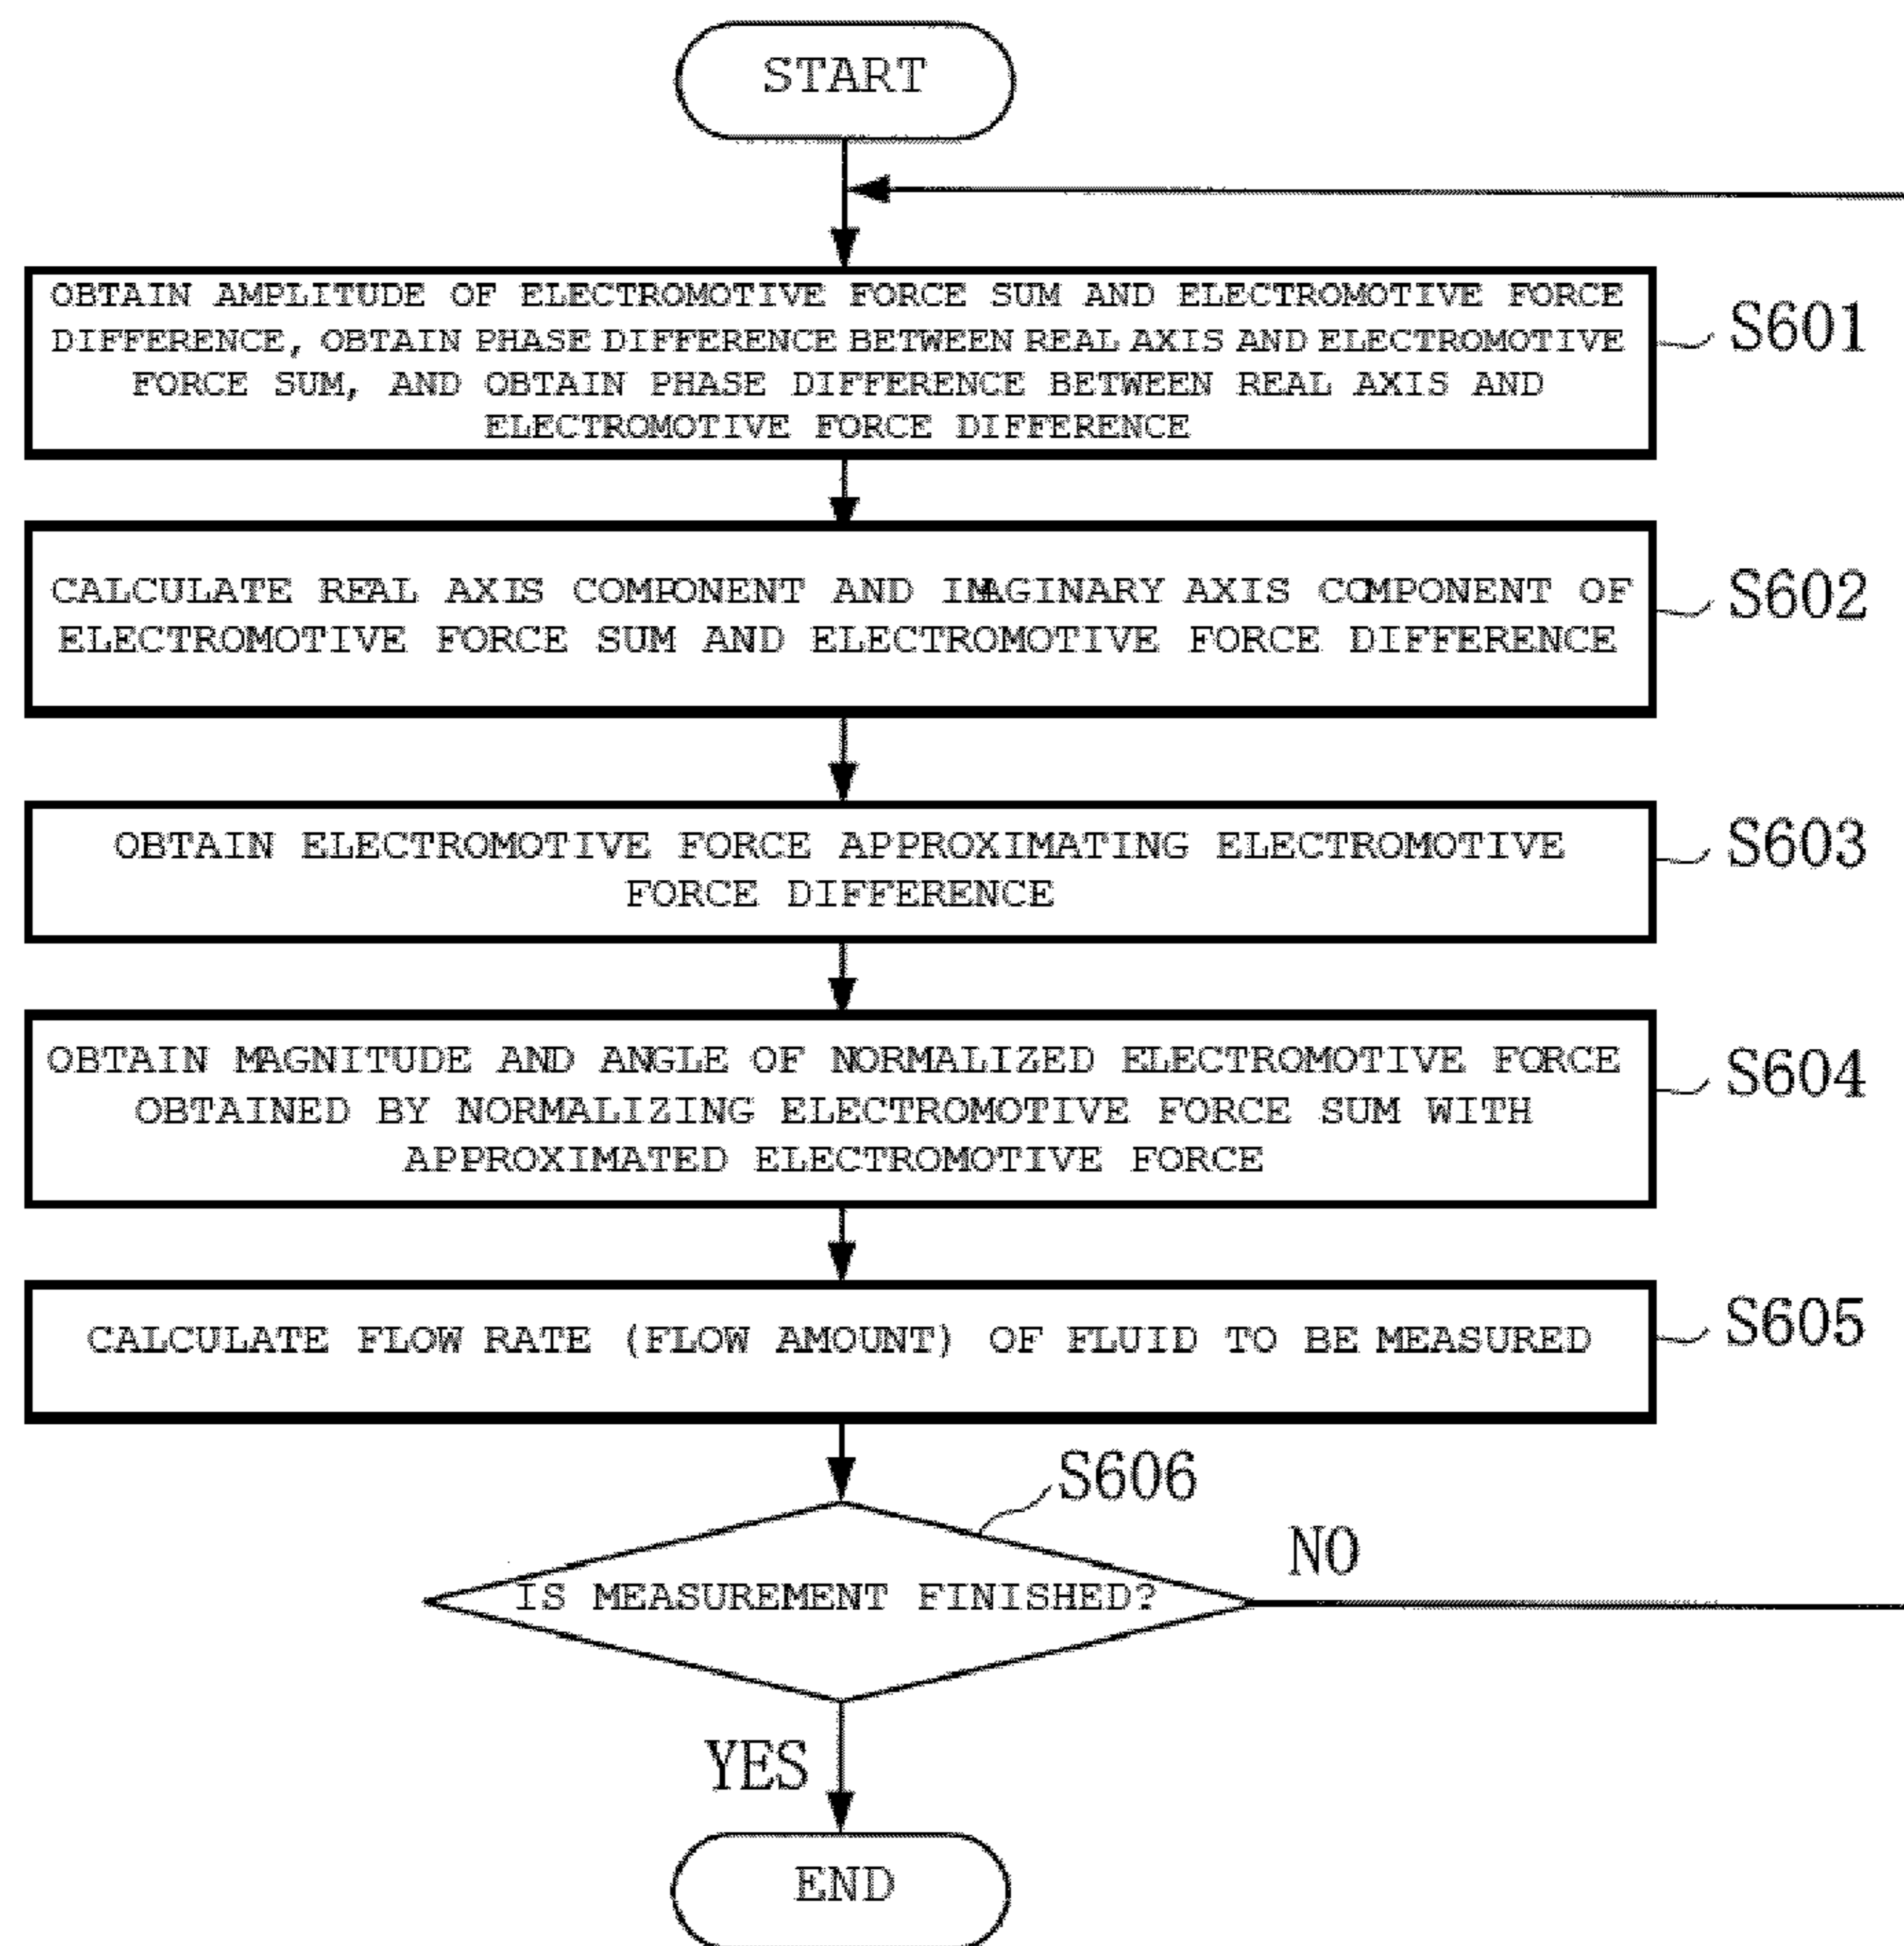 START
OBTAIN AMPLITUDE OF ELECTROMOTIVE FORCE SUM AND ELECTROMOTIVE FORCE
DIFFERENCE, OBTAIN PHASE DIFFERENCE BETWEEN REAL AXIS AND ELECTROMOTIVE
FORCE SUM, AND OBTAIN PHASE DIFFERENCE BETWEEN REAL AXIS AND
ELECTROMOTIVE FORCE DIFFERENCE
S601
CALCULATE REAL AXIS COMPONENT AND IMAGINARY AXIS COMPONENT OF
ELECTROMOTIVE FORCE SUM AND ELECTROMOTIVE FORCE DIFFERENCE
S602
OBTAIN ELECTROMOTIVE FORCE APPROXIMATING ELECTROMOTIVE
FORCE DIFFERENCE
S603
OBTAIN MAGNITUDE AND ANGLE OF NORMALIZED ELECTROMOTIVE FORCE
OBTAINED BY NORMALIZING ELECTROMOTIVE FORCE SUM WITH
APPROXIMATED ELECTROMOTIVE FORCE
S604
CALCULATE FLOW RATE (FLOW AMOUNT) OF FLUID TO BE MEASURED
S605
S606
IS MEASUREMENT FINISHED?
NO
YES
END